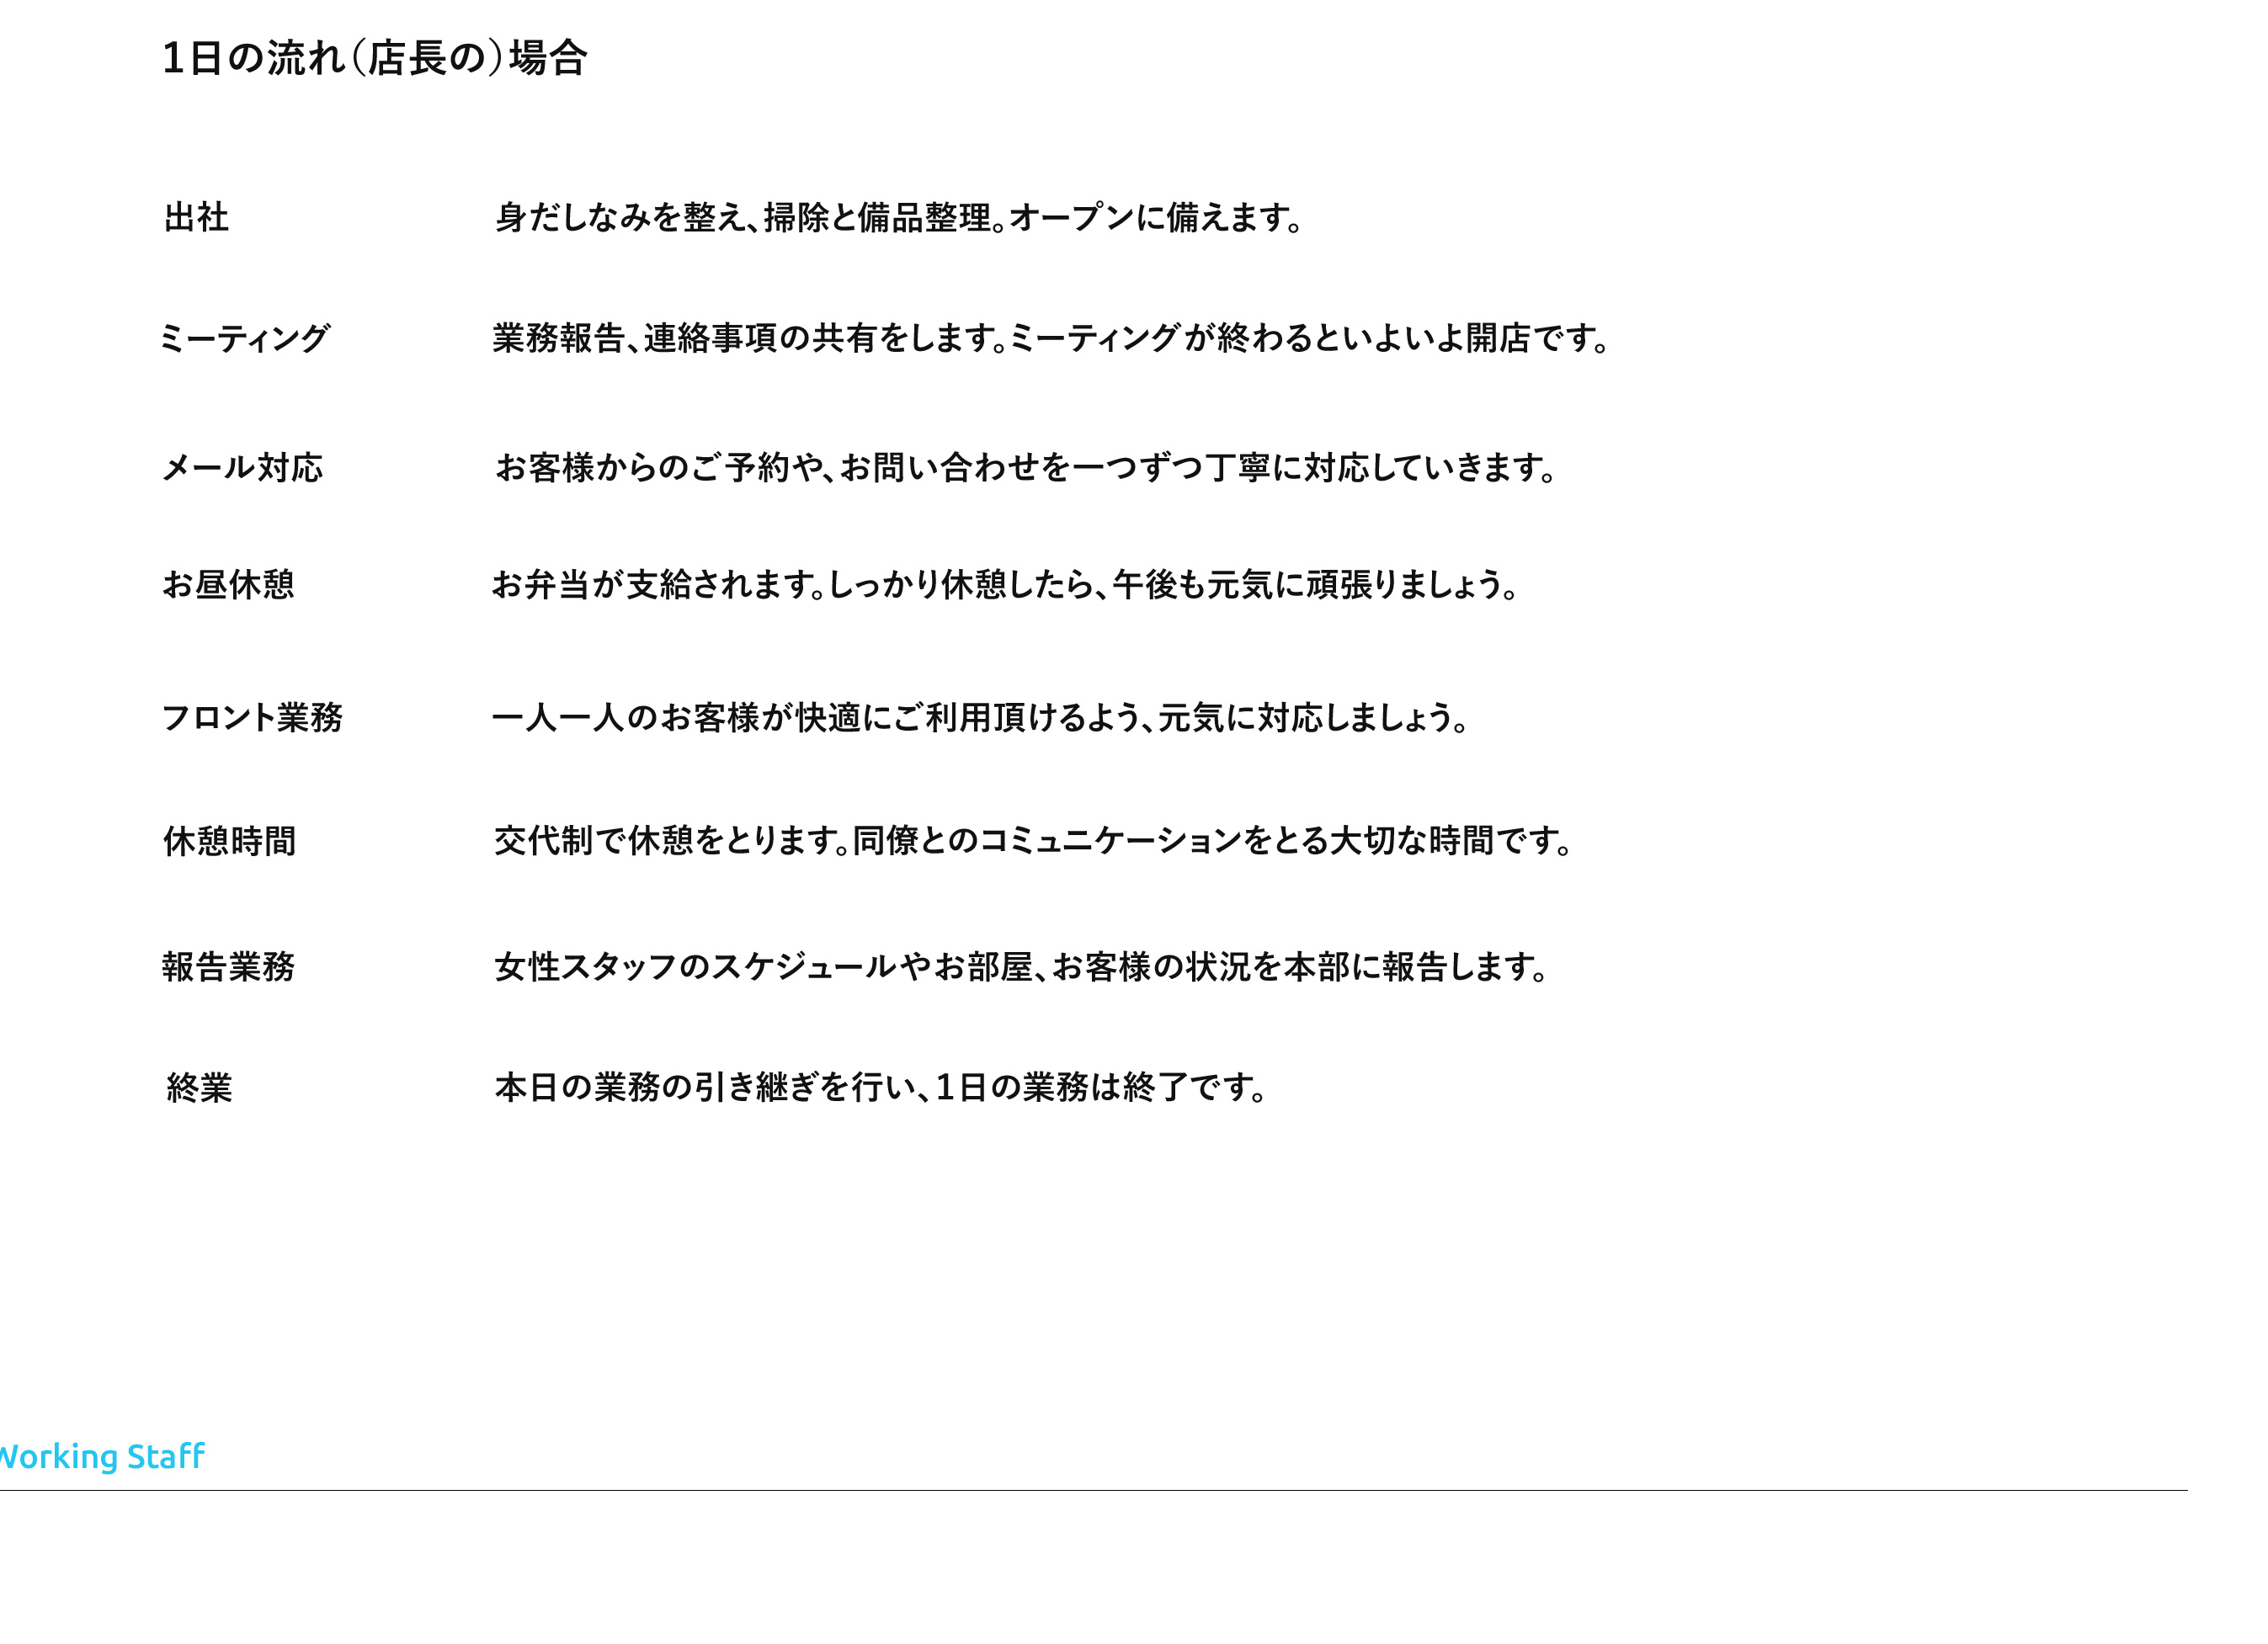 1日の流れ（店長の）場合
出社 身だしなみを整え、掃除と備品整理。オープンに備えます。
ミーティング 業務報告、連絡事項の共有をします。ミーティングが終わるといよいよ開店です。
メール対応 お客様からのご予約や、お問い合わせを一つずつ丁寧に対応していきます。
お昼休憩 お弁当が支給されます。しっかり休憩したら、午後も元気に頑張りましょう。
フロント業務 一人一人のお客様が快適にご利用頂けるよう、元気に対応しましょう。
休憩時間 交代制で休憩をとります。同僚とのコミュニケーションをとる大切な時間です。
報告業務 女性スタッフのスケジュールやお部屋、お客様の状況を本部に報告します。
終業 本日の業務の引き継ぎを行い、1日の業務は終了です。
Working Staff